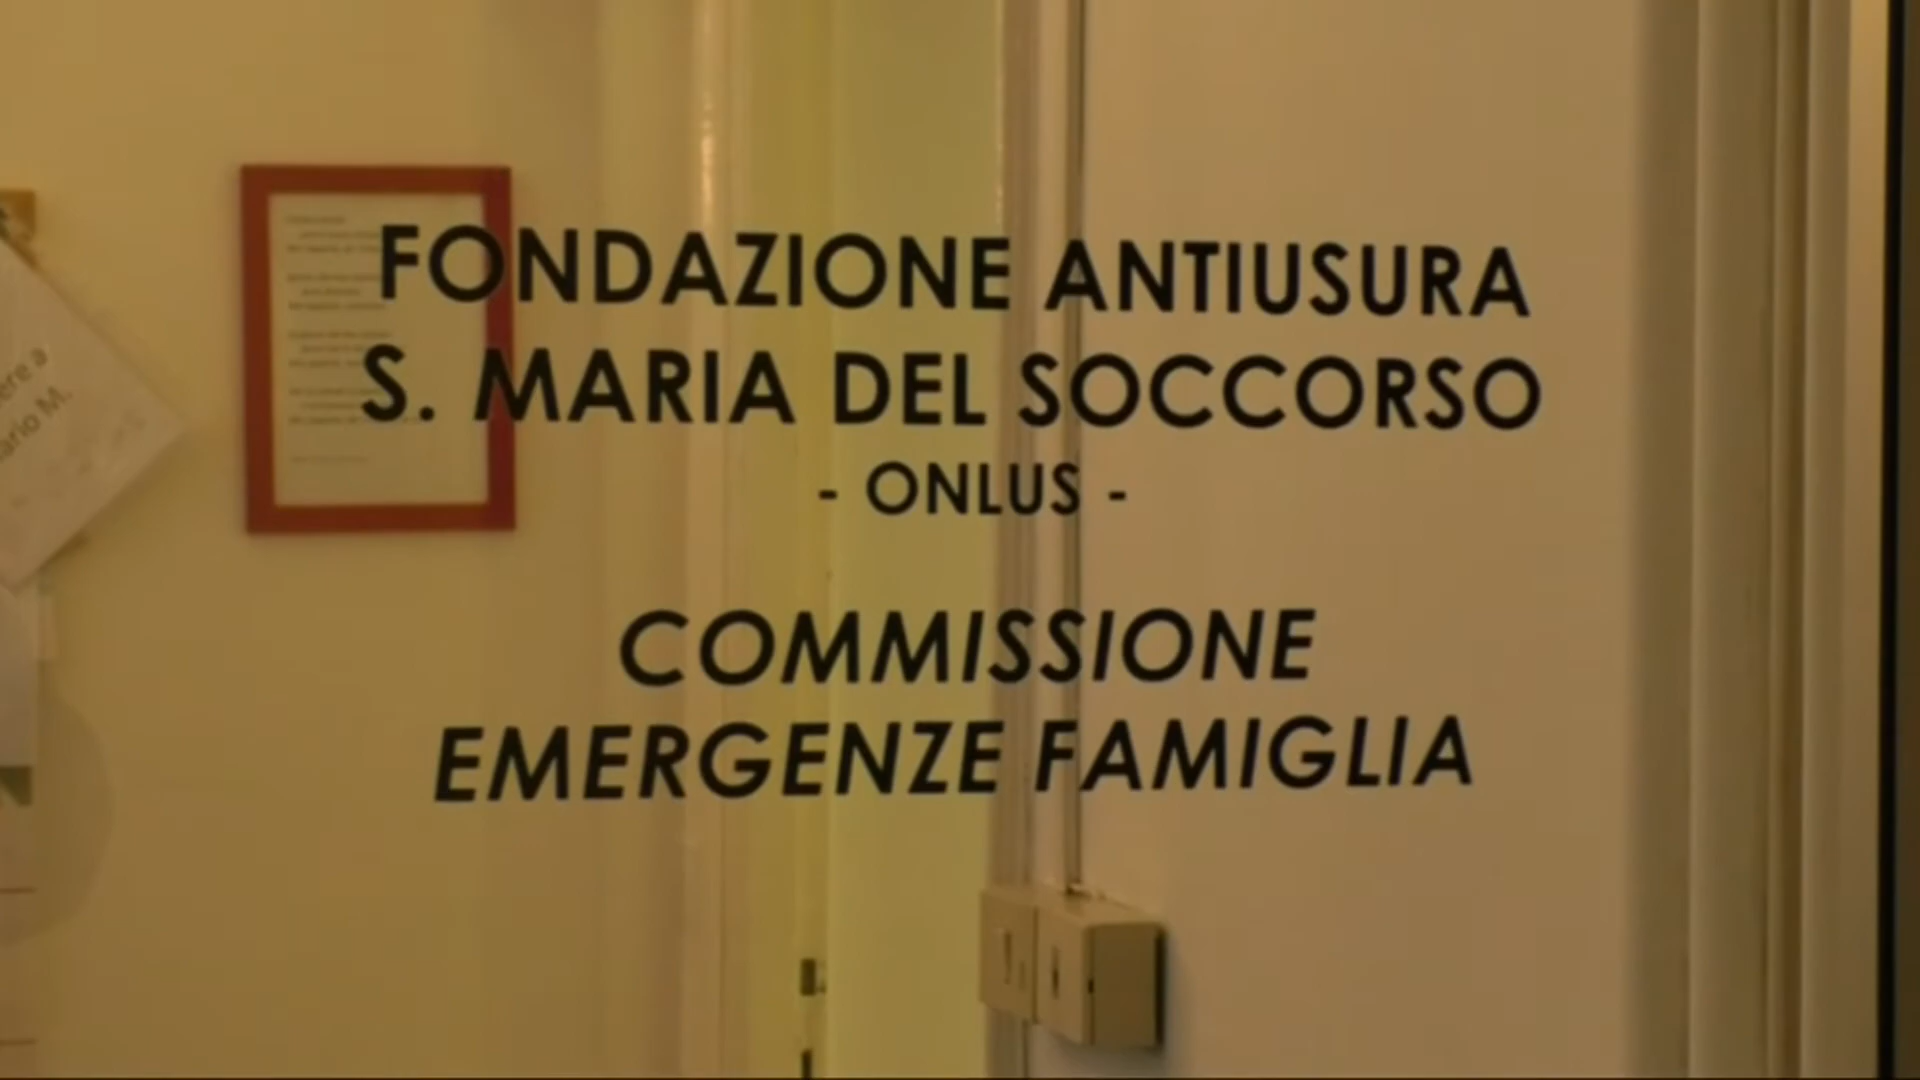 FONDAZIONE ANTIUSURA
S. MARIA DEL SOCCORSO
- ONLUS -
COMMISSIONE
EMERGENZE FAMIGLIA